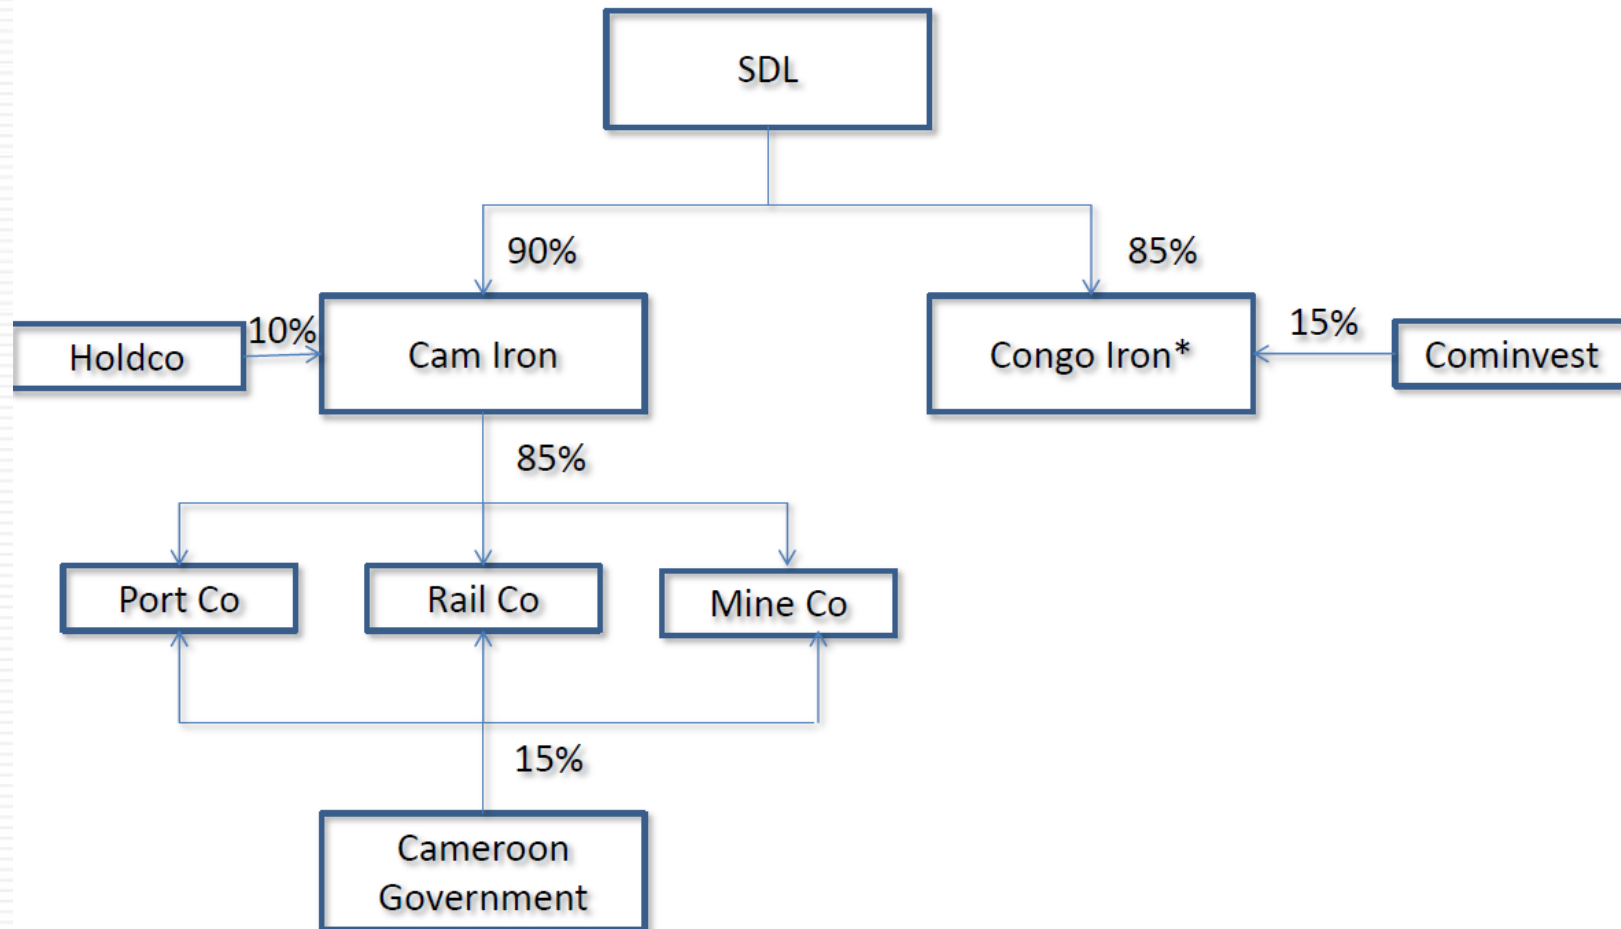 SDL
90%
85%
Holdco
10%
Cam Iron
Congo Iron*
15%
Cominvest
85%
Port Co
Rail Co
Mine Co
15%
Cameroon
Government